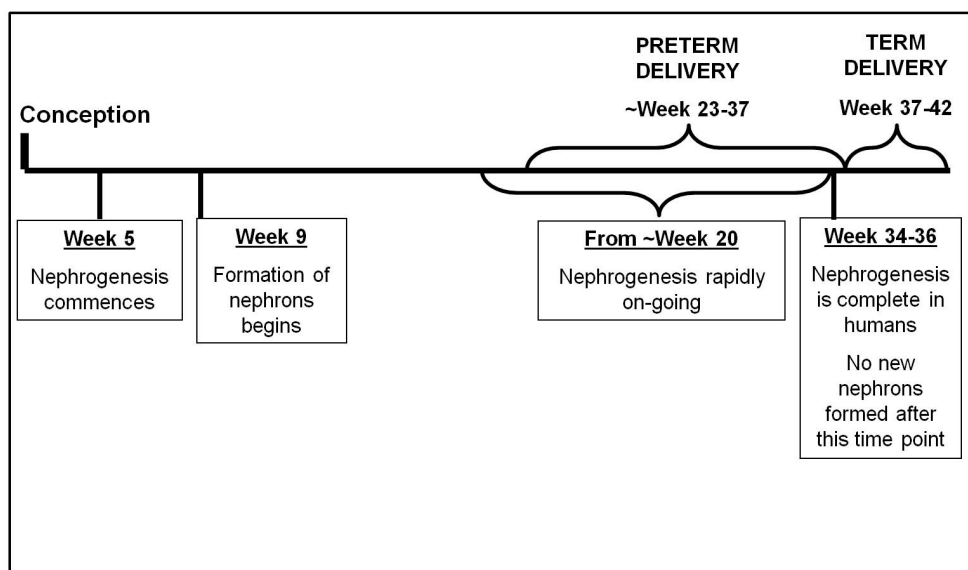 PRETERM
DELIVERY
~Week 23-37
TERM
DELIVERY
Week 37-42
Conception
Week 5
Nephrogenesis
commences
Week 9
Formation of
nephrons
begins
From ~Week 20
Nephrogenesis rapidly
on-going
Week 34-36
Nephrogenesis
is complete in
humans
No new
nephrons
formed after
this time point